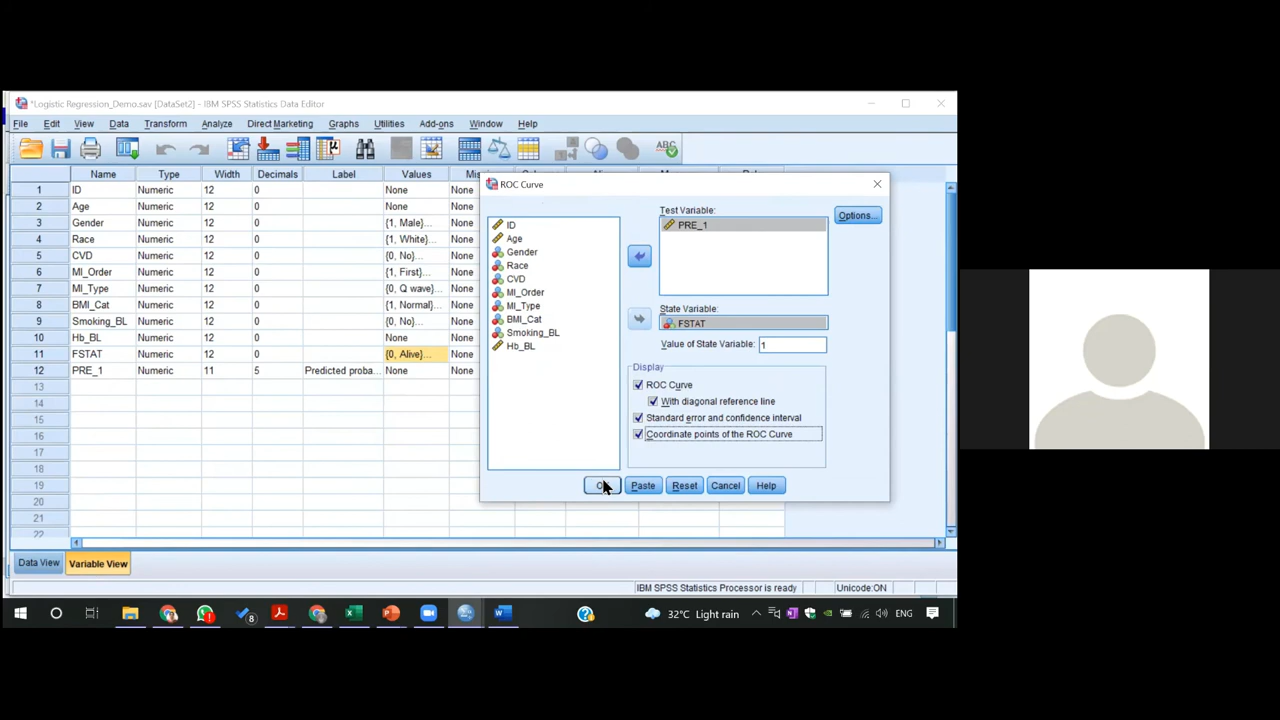 *Logistic Regression_Demo.sav [DataSet2] - IBM SPSS Statistics Data Editor
File Edit View Data Transform Analyze Direct Marketing Graphs Utilities Add-ons Window Help
Name Type Width Decimals Label Values
1 ID Numeric 12 0 None None
2 Age Numeric 12 0 None None
3 Gender Numeric 12 0 {1, Male}... None
4 Race Numeric 12 0 {1, White}... None
5 CVD Numeric 12 0 {0, No}... None
6 MI_Order Numeric 12 0 {1, First}... None
7 MI_Type Numeric 12 0 {0, Q wave}... None
8 BMI_Cat Numeric 12 0 {1, Normal}... None
9 Smoking_BL Numeric 12 0 {0, No}... None
10 Hb_BL Numeric 12 0 None None
11 FSTAT Numeric 12 0 {0, Alive}... None
12 PRE_1 Numeric 11 5 Predicted proba... None None
13
14
15
16
17
18
19
20
21
22
ROC Curve
ID
Age
Gender
Race
CVD
MI_Order
MI_Type
BMI_Cat
Smoking_BL
Hb_BL
Test Variable:
PRE_1
Options...
State Variable:
FSTAT
Value of State Variable: 1
Display
ROC Curve
With diagonal reference line
Standard error and confidence interval
Coordinate points of the ROC Curve
Paste Reset Cancel Help
Data View Variable View
IBM SPSS Statistics Processor is ready Unicode:ON
8 32°C Light rain ENG